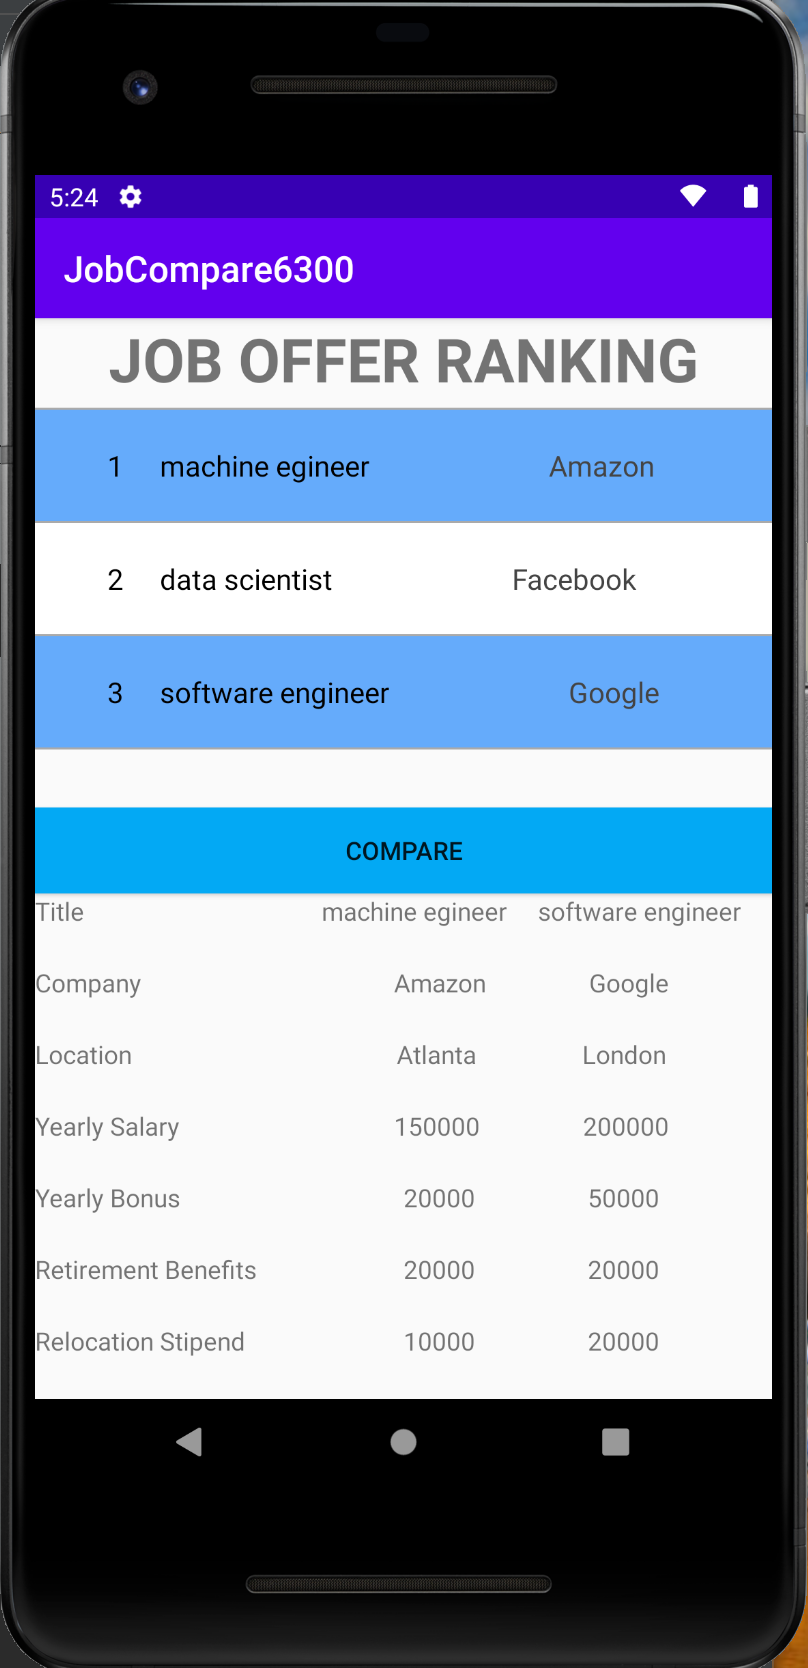 5:24
JobCompare6300
JOB OFFER RANKING
1 machine egineer Amazon
2 data scientist Facebook
3 software engineer Google
COMPARE
Title machine egineer software engineer
Company Amazon Google
Location Atlanta London
Yearly Salary 150000 200000
Yearly Bonus 20000 50000
Retirement Benefits 20000 20000
Relocation Stipend 10000 20000